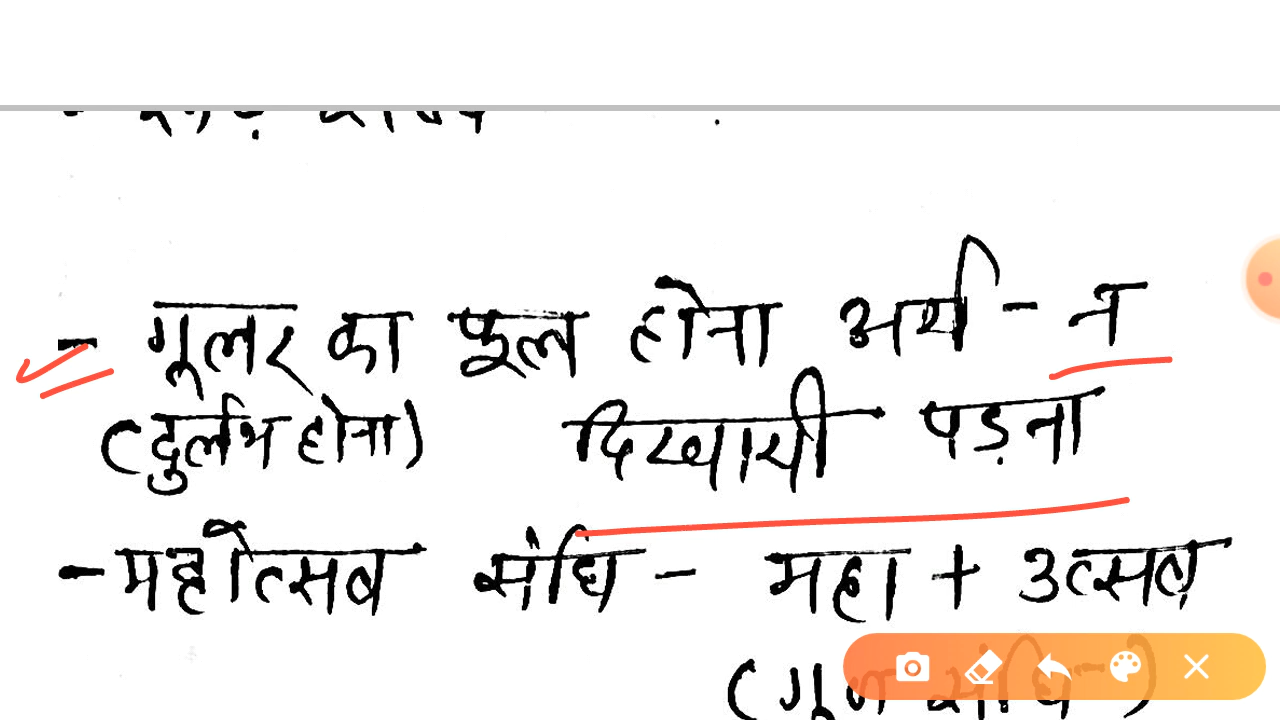 - गूलर का फूल होना अर्थ - न
(दुर्लभ होना) दिखायी पड़ना
- महोत्सव संधि - महा + उत्सव
(गुण संधि)